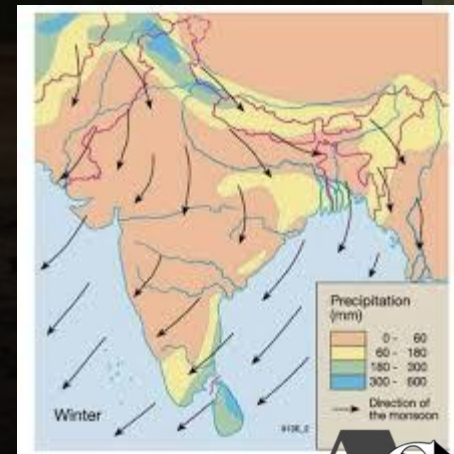 Precipitation
(mm)
0 - 60
60 - 180
180 - 300
300 - 600
Direction of
the monsoon
Winter